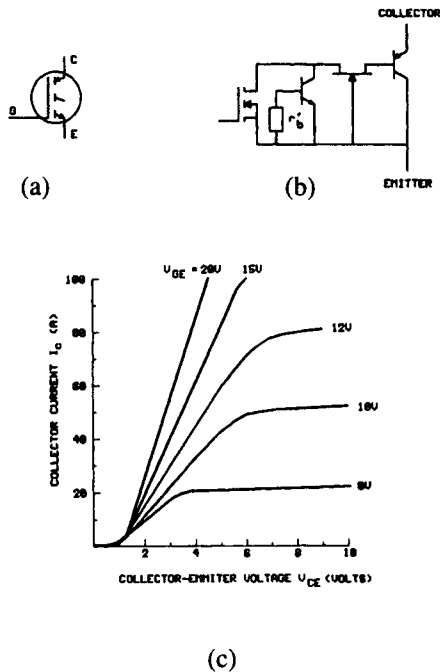 C
G
E
(a)
COLLECTOR
r'b
EMITTER
(b)
V_GE = 20V 15V
12V
10V
8V
COLLECTOR CURRENT I_C (A)
100
80
60
40
20
2 4 6 8 10
COLLECTOR-EMMITER VOLTAGE V_CE (VOLTS)
(c)